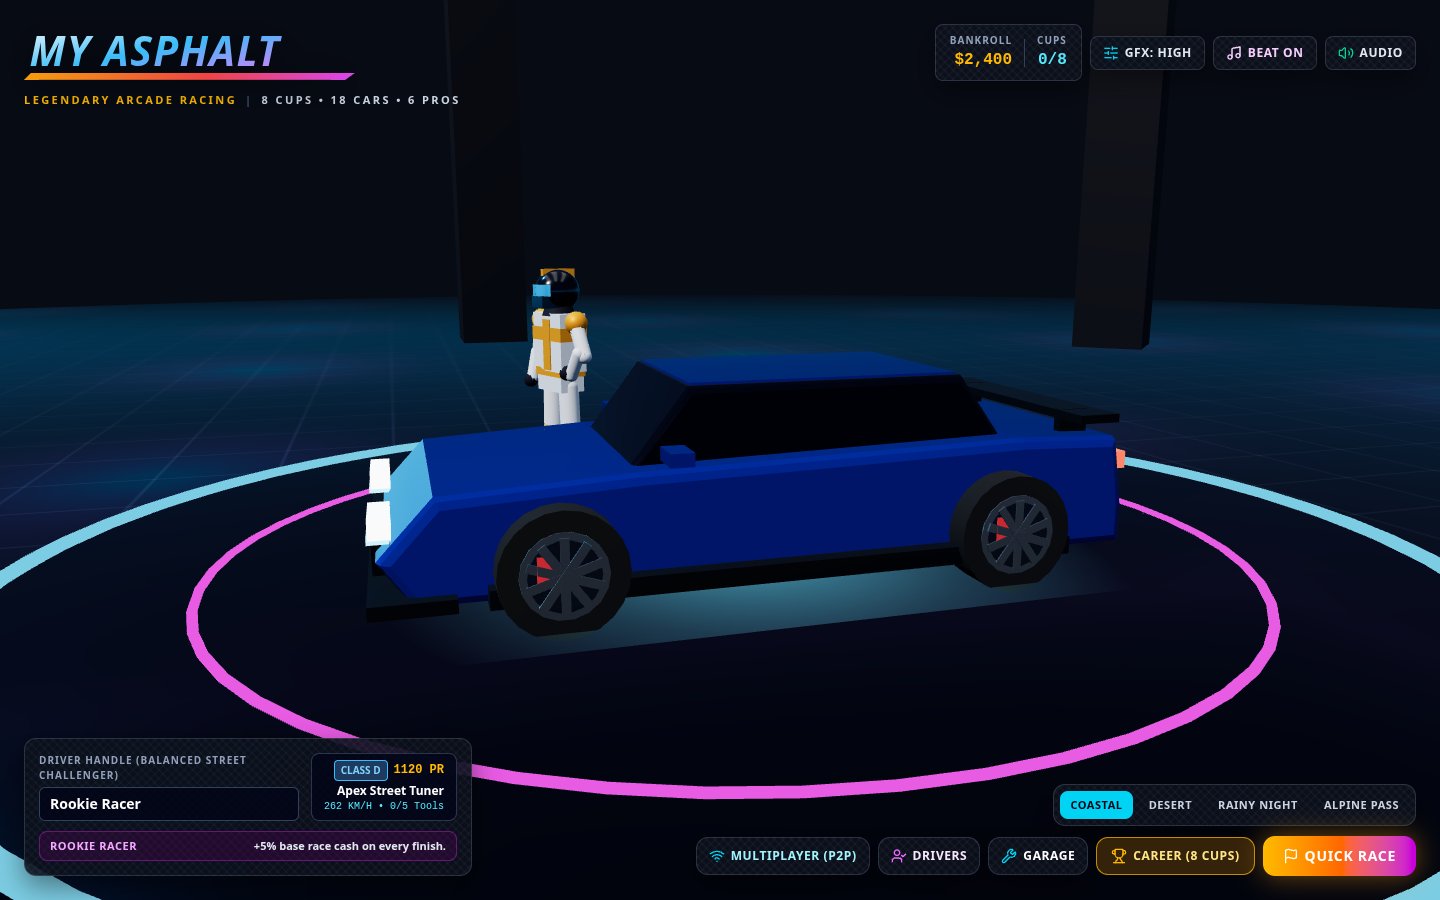 MY ASPHALT
LEGENDARY ARCADE RACING | 8 CUPS • 18 CARS • 6 PROS
BANKROLL
$2,400
CUPS
0/8
GFX: HIGH
BEAT ON
AUDIO
DRIVER HANDLE (BALANCED STREET
CHALLENGER)
Rookie Racer
CLASS D 1120 PR
Apex Street Tuner
262 KM/H • 0/5 Tools
ROOKIE RACER +5% base race cash on every finish.
COASTAL DESERT RAINY NIGHT ALPINE PASS
MULTIPLAYER (P2P) DRIVERS GARAGE CAREER (8 CUPS) QUICK RACE